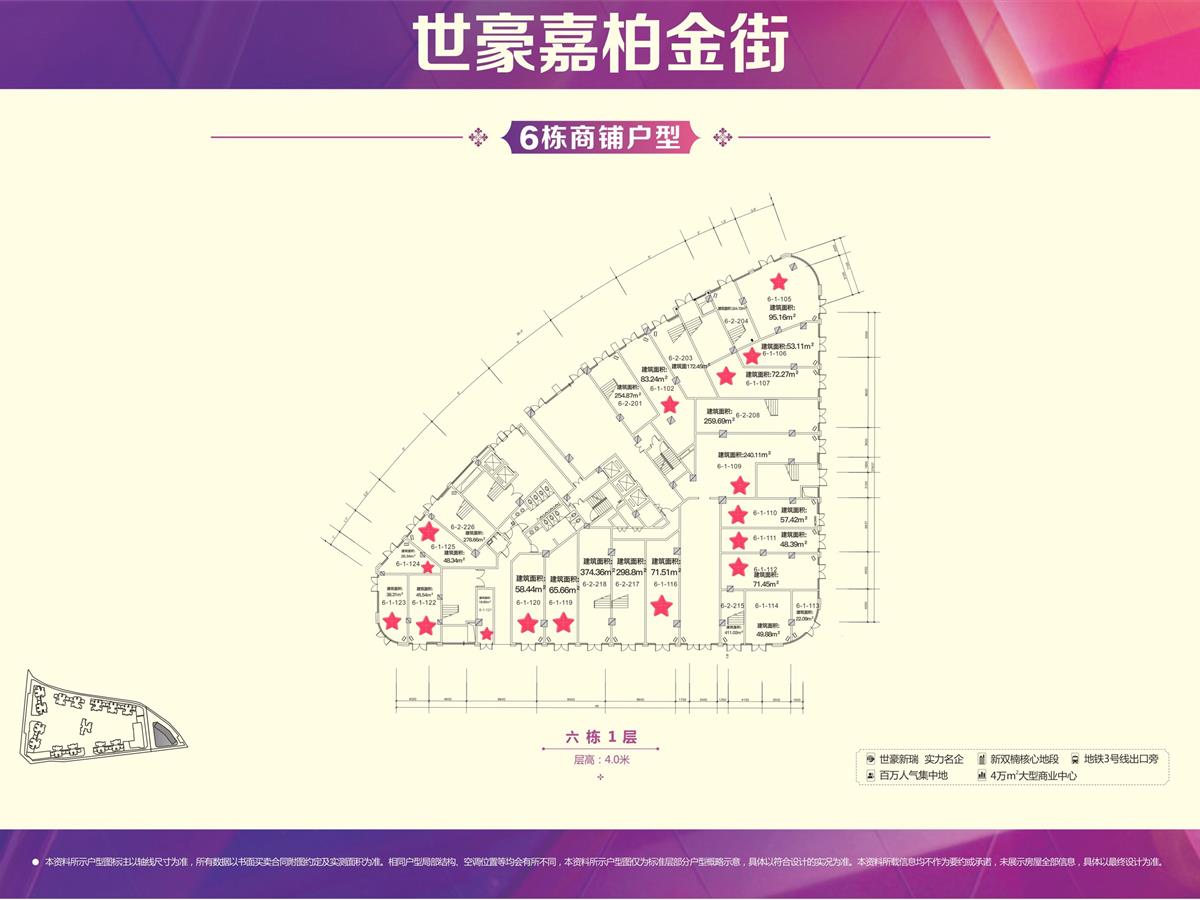 世豪嘉柏金街
6栋商铺户型
6-1-105
建筑面积:
95.16m²
6-2-204
建筑面积:53.11m²
6-1-106
6-2-203
建筑面172.45m²
建筑面积:72.27m²
6-1-107
建筑面积:
83.24m²
6-1-102
建筑面积:
254.87m²
6-2-201
建筑面积:
259.69m²
6-2-208
建筑面积:240.11m²
6-1-109
6-1-110
建筑面积:
57.42m²
6-1-111
建筑面积:
48.39m²
6-1-112
建筑面积:
71.45m²
6-2-226
建筑面积:
276.66m²
6-1-125
建筑面积:
48.34m²
6-1-124
建筑面积:
374.36m²
6-2-218
建筑面积:
298.8m²
6-2-217
建筑面积:
71.51m²
6-1-116
建筑面积:
58.44m²
6-1-120
建筑面积:
65.66m²
6-1-119
建筑面积:
38.31m²
6-1-123
建筑面积:
45.54m²
6-1-122
6-1-121
6-2-215
建筑面积:
411.02m²
6-1-114
建筑面积:
49.88m²
6-1-113
建筑面积:
22.09m²
六栋1层
层高：4.0米
世豪新瑞 实力名企
新双楠核心地段
地铁3号线出口旁
百万人气集中地
4万m²大型商业中心
● 本资料所示户型图标注以轴线尺寸为准，所有数据以书面买卖合同附图约定及实测面积为准。相同户型局部结构、空调位置等均会有所不同，本资料所示户型图仅为标准层部分户型概略示意，具体以符合设计的实况为准。本资料所载信息均不作为要约或承诺，未展示房屋全部信息，具体以最终设计为准。